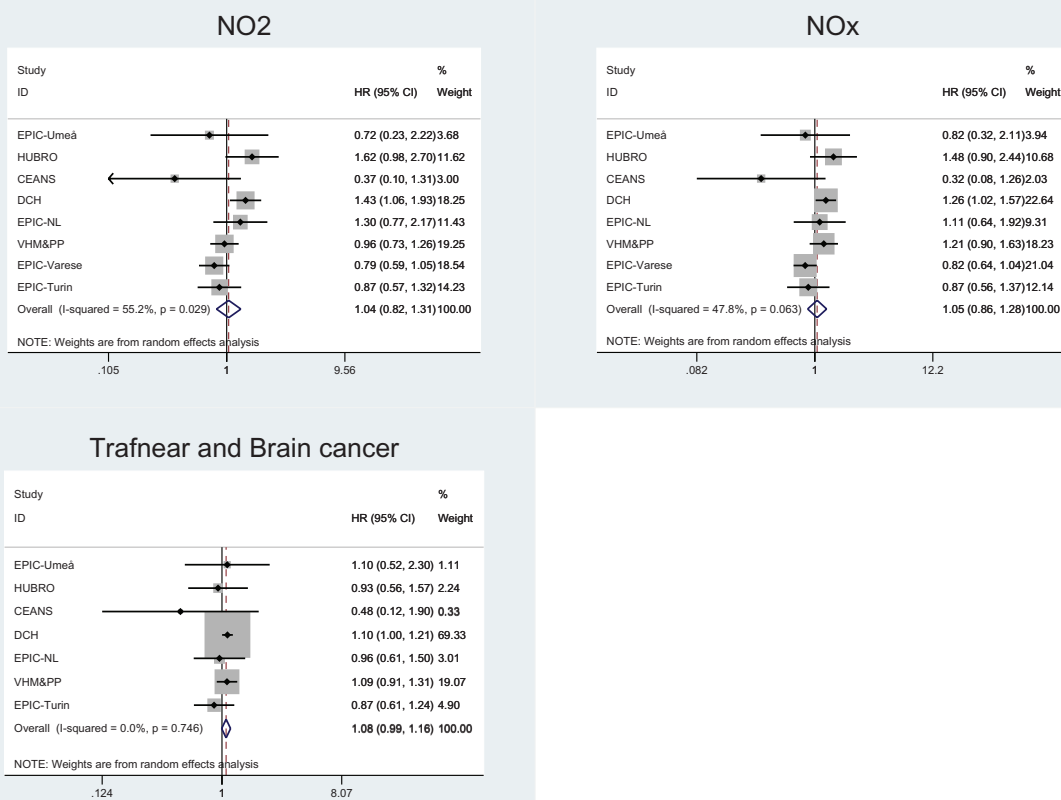 NO2
Study %
ID HR (95% CI) Weight
EPIC-Umeå 0.72 (0.23, 2.22) 3.68
HUBRO 1.62 (0.98, 2.70) 11.62
CEANS 0.37 (0.10, 1.31) 3.00
DCH 1.43 (1.06, 1.93) 18.25
EPIC-NL 1.30 (0.77, 2.17) 11.43
VHM&PP 0.96 (0.73, 1.26) 19.25
EPIC-Varese 0.79 (0.59, 1.05) 18.54
EPIC-Turin 0.87 (0.57, 1.32) 14.23
Overall (I-squared = 55.2%, p = 0.029) 1.04 (0.82, 1.31) 100.00
NOTE: Weights are from random effects analysis
.105 1 9.56
NOx
Study %
ID HR (95% CI) Weight
EPIC-Umeå 0.82 (0.32, 2.11) 3.94
HUBRO 1.48 (0.90, 2.44) 10.68
CEANS 0.32 (0.08, 1.26) 2.03
DCH 1.26 (1.02, 1.57) 22.64
EPIC-NL 1.11 (0.64, 1.92) 9.31
VHM&PP 1.21 (0.90, 1.63) 18.23
EPIC-Varese 0.82 (0.64, 1.04) 21.04
EPIC-Turin 0.87 (0.56, 1.37) 12.14
Overall (I-squared = 47.8%, p = 0.063) 1.05 (0.86, 1.28) 100.00
NOTE: Weights are from random effects analysis
.082 1 12.2
Trafnear and Brain cancer
Study %
ID HR (95% CI) Weight
EPIC-Umeå 1.10 (0.52, 2.30) 1.11
HUBRO 0.93 (0.56, 1.57) 2.24
CEANS 0.48 (0.12, 1.90) 0.33
DCH 1.10 (1.00, 1.21) 69.33
EPIC-NL 0.96 (0.61, 1.50) 3.01
VHM&PP 1.09 (0.91, 1.31) 19.07
EPIC-Turin 0.87 (0.61, 1.24) 4.90
Overall (I-squared = 0.0%, p = 0.746) 1.08 (0.99, 1.16) 100.00
NOTE: Weights are from random effects analysis
.124 1 8.07